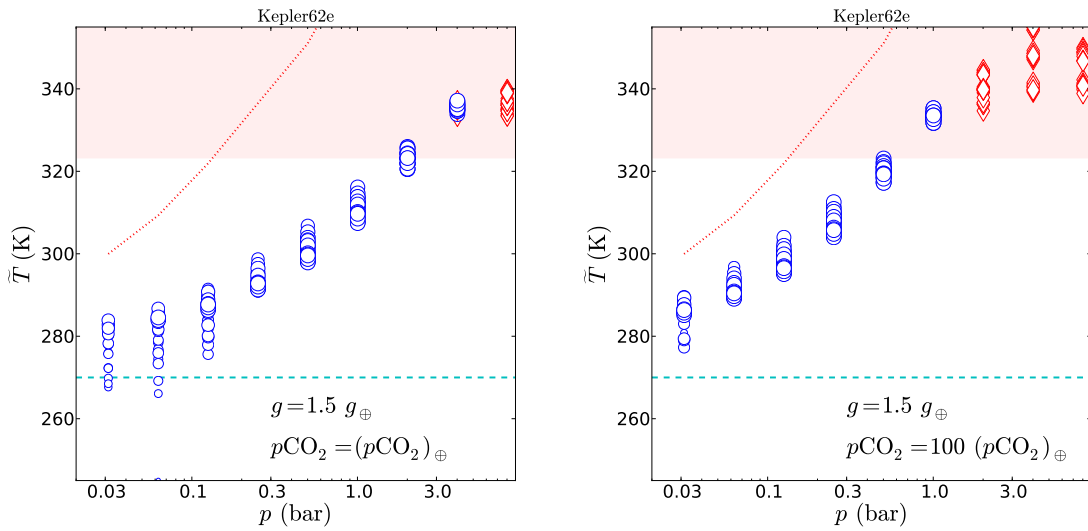 Kepler62e
340
320
300
280
260
T̃ (K)
g=1.5 g⊕
pCO₂=(pCO₂)⊕
0.03 0.1 0.3 1.0 3.0
p (bar)
Kepler62e
340
320
300
280
260
T̃ (K)
g=1.5 g⊕
pCO₂=100 (pCO₂)⊕
0.03 0.1 0.3 1.0 3.0
p (bar)